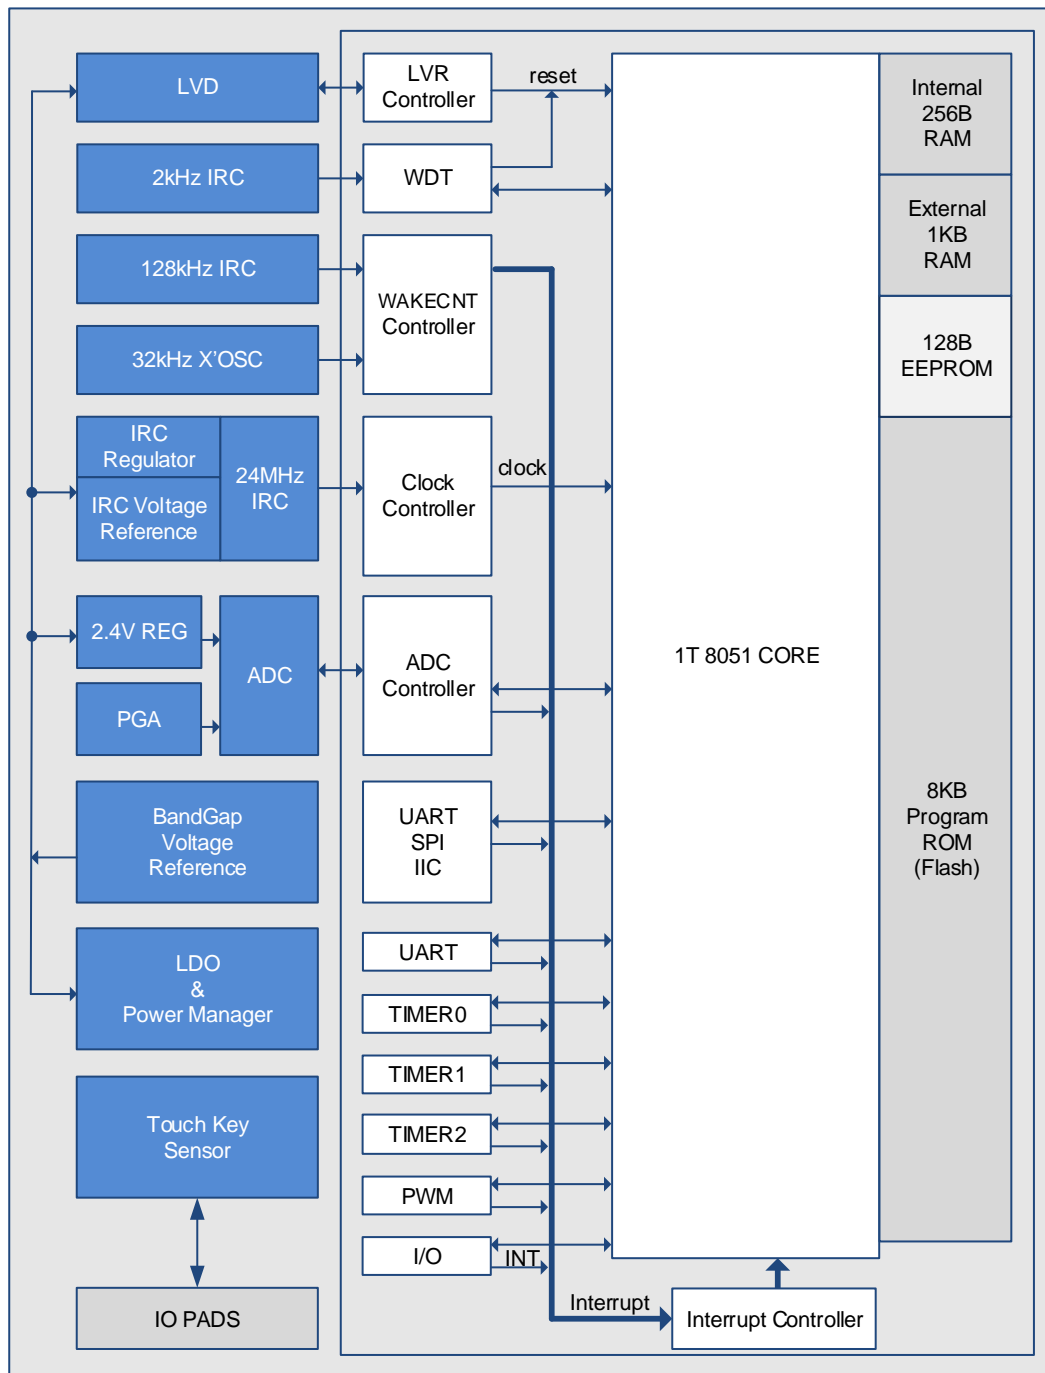 LVD
LVR
Controller
reset
Internal
256B
RAM
2kHz IRC
WDT
External
1KB
RAM
128kHz IRC
WAKECNT
Controller
32kHz X'OSC
128B
EEPROM
IRC
Regulator
IRC Voltage
Reference
24MHz
IRC
Clock
Controller
clock
2.4V REG
PGA
ADC
ADC
Controller
1T 8051 CORE
BandGap
Voltage
Reference
UART
SPI
IIC
8KB
Program
ROM
(Flash)
LDO
&
Power Manager
UART
TIMER0
TIMER1
Touch Key
Sensor
TIMER2
PWM
I/O
INT
IO PADS
Interrupt
Interrupt Controller